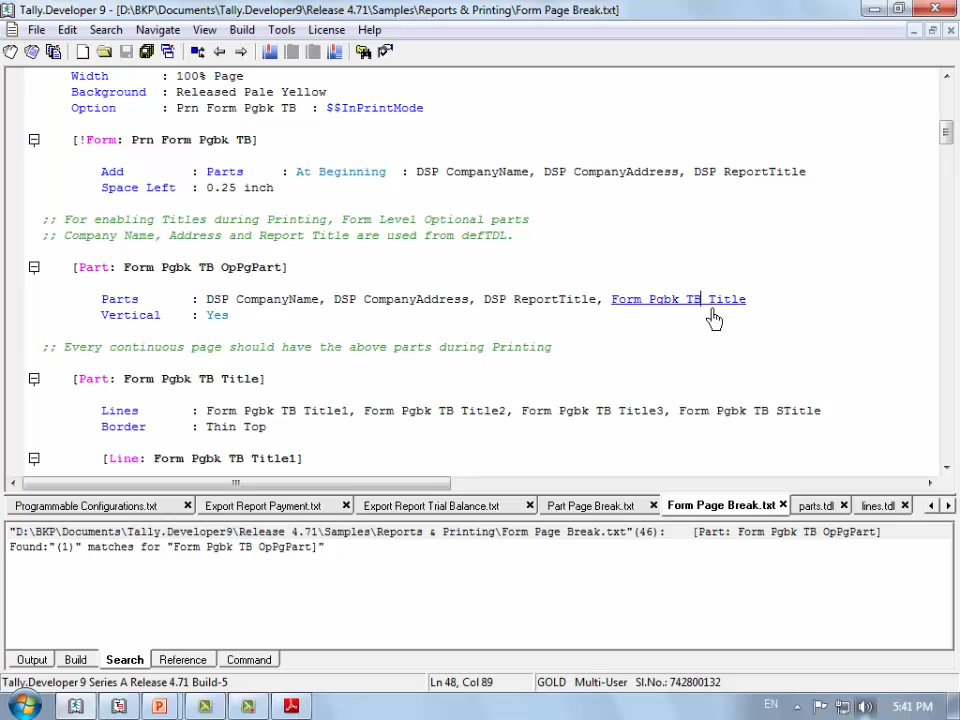 Tally.Developer 9 - [D:\BKP\Documents\Tally.Developer9\Release 4.71\Samples\Reports & Printing\Form Page Break.txt]
File Edit Search Navigate View Build Tools License Help
Width : 100% Page
Background : Released Pale Yellow
Option : Prn Form Pgbk TB : $$InPrintMode
[!Form: Prn Form Pgbk TB]
Add : Parts : At Beginning : DSP CompanyName, DSP CompanyAddress, DSP ReportTitle
Space Left : 0.25 inch
;; For enabling Titles during Printing, Form Level Optional parts
;; Company Name, Address and Report Title are used from defTDL.
[Part: Form Pgbk TB OpPgPart]
Parts : DSP CompanyName, DSP CompanyAddress, DSP ReportTitle, Form Pgbk TB Title
Vertical : Yes
;; Every continuous page should have the above parts during Printing
[Part: Form Pgbk TB Title]
Lines : Form Pgbk TB Title1, Form Pgbk TB Title2, Form Pgbk TB Title3, Form Pgbk TB STitle
Border : Thin Top
[Line: Form Pgbk TB Title1]
Programmable Configurations.txt Export Report Payment.txt Export Report Trial Balance.txt Part Page Break.txt Form Page Break.txt parts.tdl lines.tdl
"D:\BKP\Documents\Tally.Developer9\Release 4.71\Samples\Reports & Printing\Form Page Break.txt"(46): [Part: Form Pgbk TB OpPgPart]
Found:"(1)" matches for "Form Pgbk TB OpPgPart]"
Output Build Search Reference Command
Tally.Developer 9 Series A Release 4.71 Build-5 Ln 48, Col 89 GOLD Multi-User Sl.No.: 742800132
EN 5:41 PM